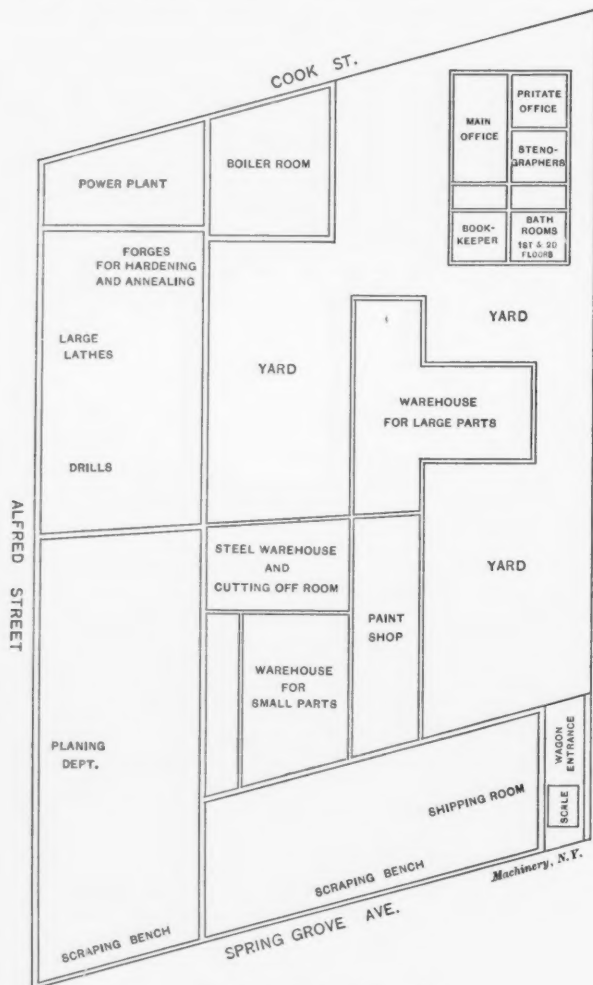 COOK ST.
POWER PLANT
BOILER ROOM
MAIN
OFFICE
PRITATE
OFFICE
STENO-
GRAPHERS
BOOK-
KEEPER
BATH
ROOMS
1ST & 2D
FLOORS
FORGES
FOR HARDENING
AND ANNEALING
LARGE
LATHES
DRILLS
YARD
YARD
WAREHOUSE
FOR LARGE PARTS
ALFRED STREET
STEEL WAREHOUSE
AND
CUTTING OFF ROOM
PAINT
SHOP
YARD
WAREHOUSE
FOR
SMALL PARTS
PLANING
DEPT.
WAGON
ENTRANCE
SCALE
SHIPPING ROOM
SCRAPING BENCH
SCRAPING BENCH
SPRING GROVE AVE.
Machinery, N.Y.